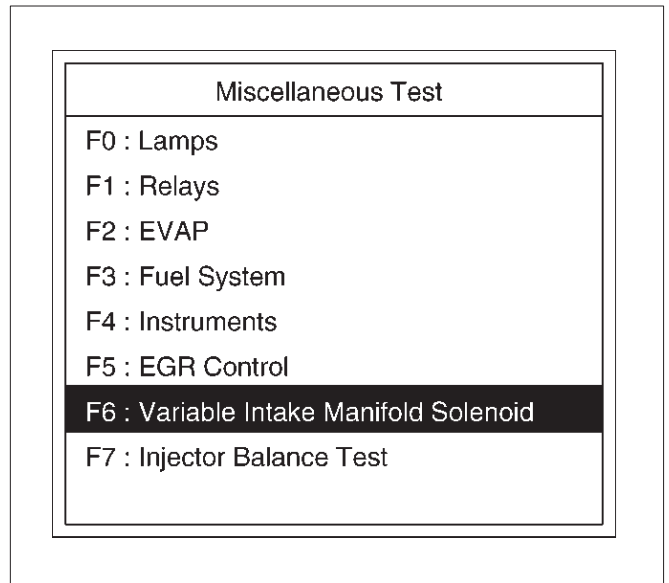 Miscellaneous Test
F0 : Lamps
F1 : Relays
F2 : EVAP
F3 : Fuel System
F4 : Instruments
F5 : EGR Control
F6 : Variable Intake Manifold Solenoid
F7 : Injector Balance Test